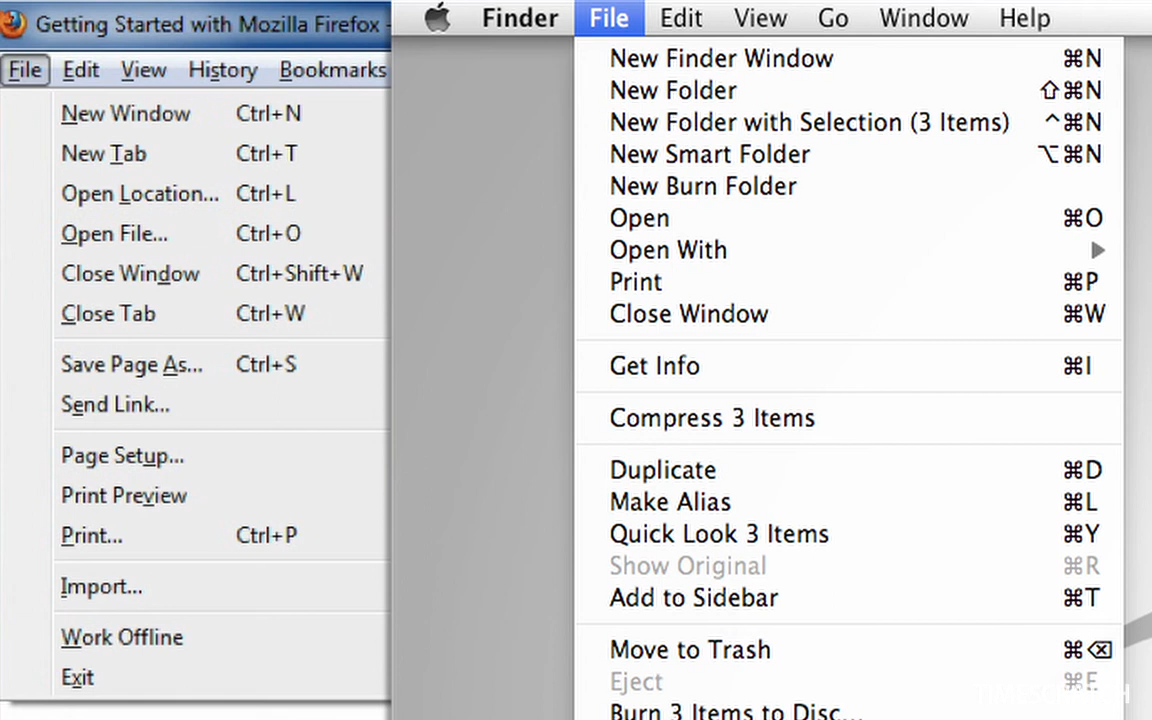 Getting Started with Mozilla Firefox -
File Edit View History Bookmarks
New Window Ctrl+N
New Tab Ctrl+T
Open Location... Ctrl+L
Open File... Ctrl+O
Close Window Ctrl+Shift+W
Close Tab Ctrl+W
Save Page As... Ctrl+S
Send Link...
Page Setup...
Print Preview
Print... Ctrl+P
Import...
Work Offline
Exit
Finder File Edit View Go Window Help
New Finder Window ⌘N
New Folder ⇧⌘N
New Folder with Selection (3 Items) ^⌘N
New Smart Folder ⌥⌘N
New Burn Folder
Open ⌘O
Open With ▶
Print ⌘P
Close Window ⌘W
Get Info ⌘I
Compress 3 Items
Duplicate ⌘D
Make Alias ⌘L
Quick Look 3 Items ⌘Y
Show Original ⌘R
Add to Sidebar ⌘T
Move to Trash ⌘⌫
Eject ⌘E
Burn 3 Items to Disc...